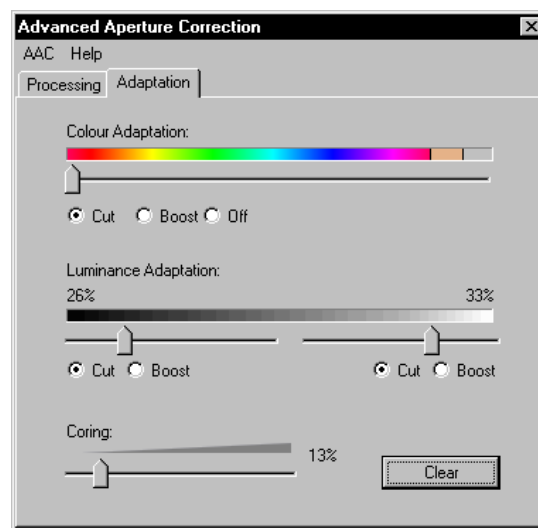 Advanced Aperture Correction
AAC Help
Processing Adaptation
Colour Adaptation:
Cut Boost Off
Luminance Adaptation:
26% 33%
Cut Boost Cut Boost
Coring:
13%
Clear